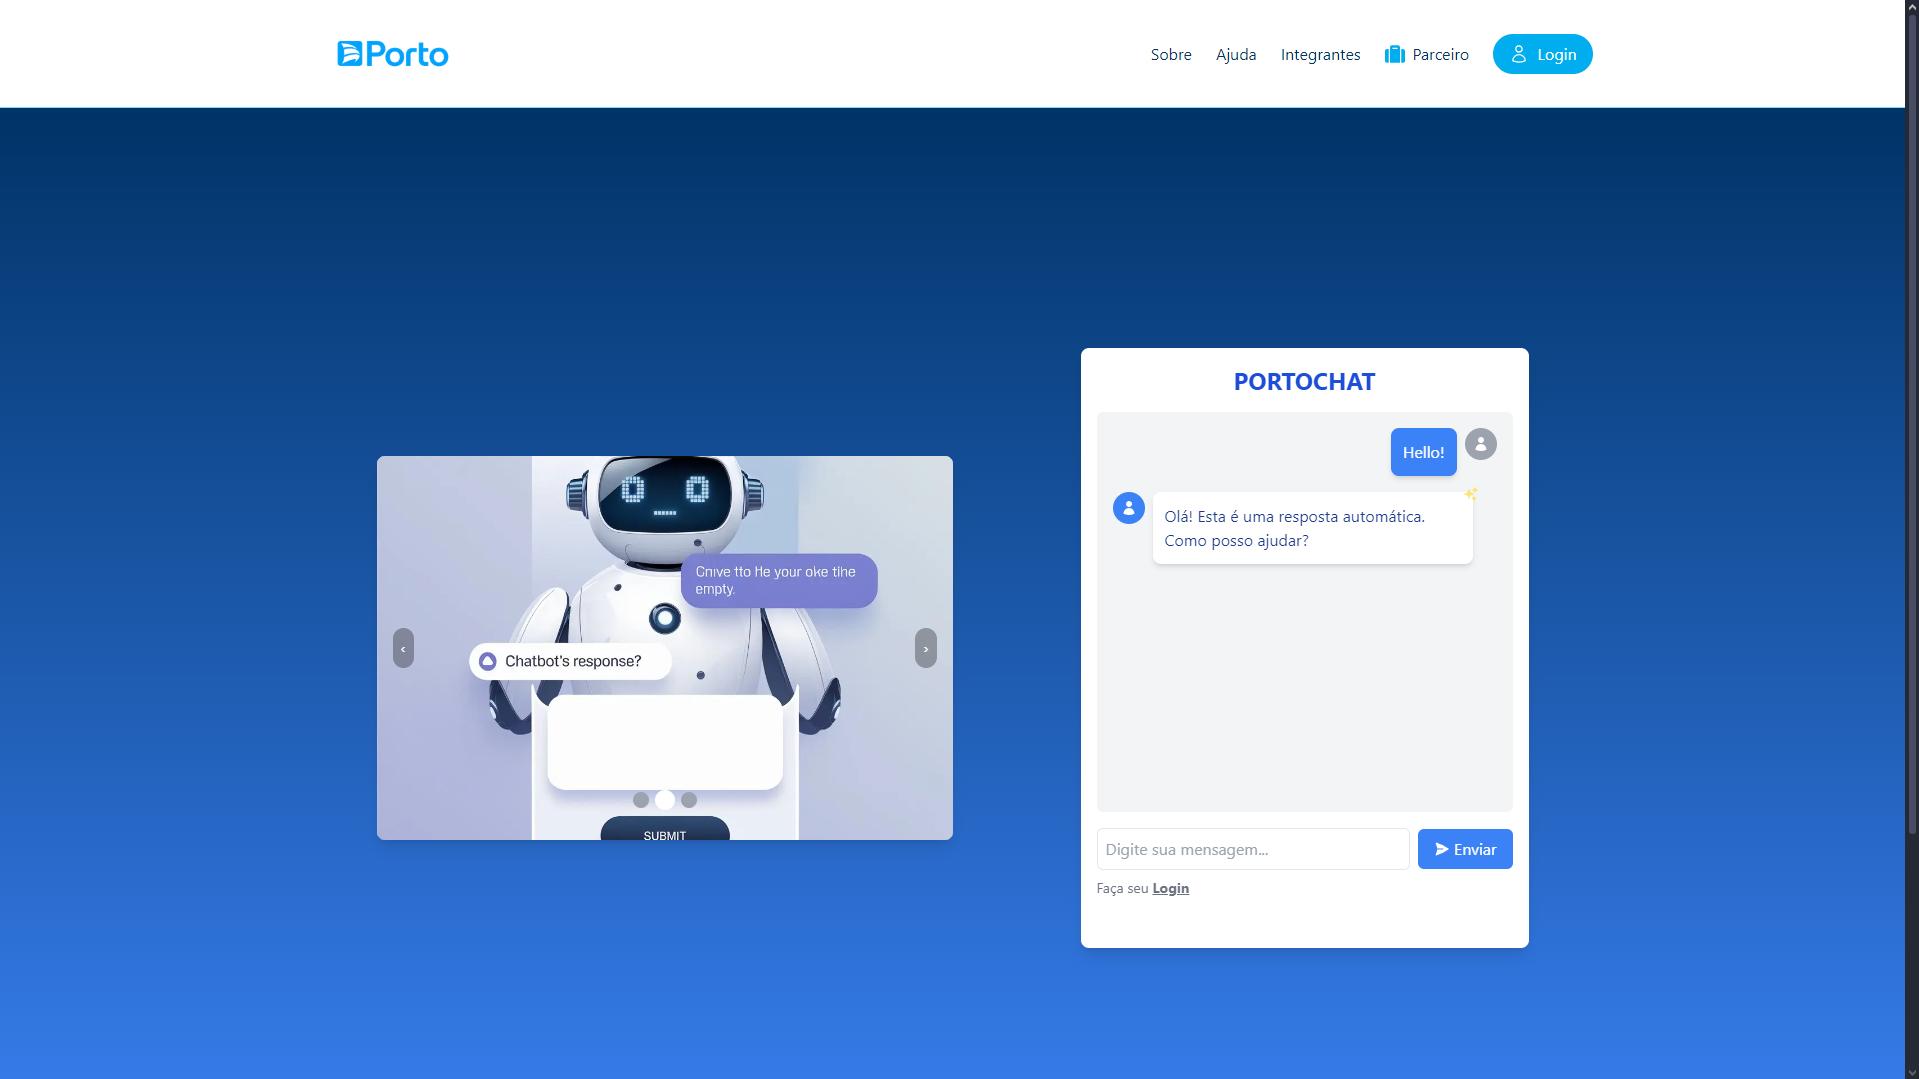 Porto
Sobre
Ajuda
Integrantes
Parceiro
Login
Cnive tto He your oke tihe
empty.
Chatbot's response?
SUBMIT
PORTOCHAT
Hello!
Olá! Esta é uma resposta automática.
Como posso ajudar?
Digite sua mensagem...
Enviar
Faça seu Login